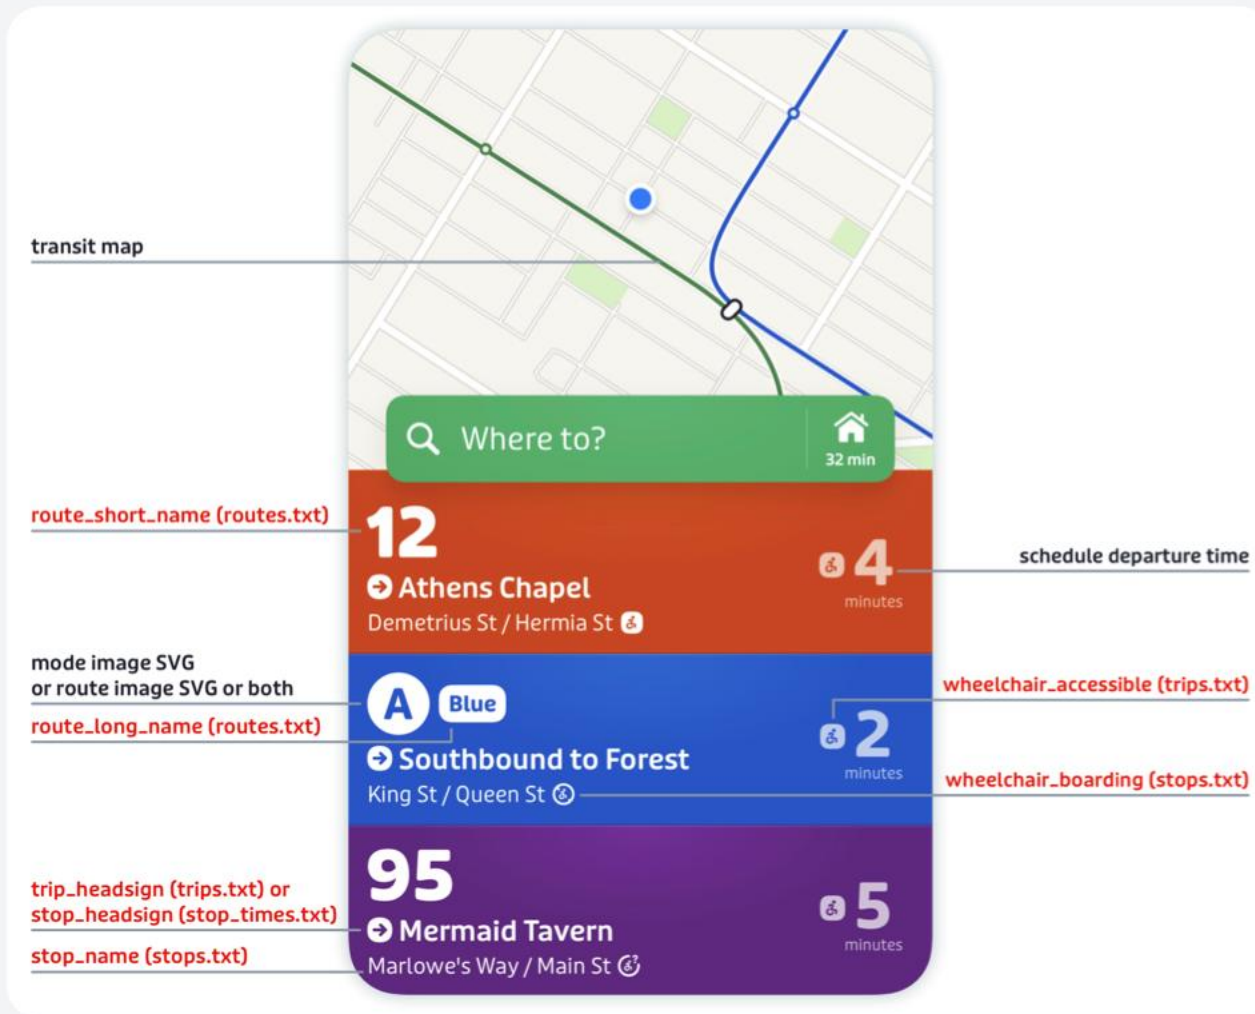 transit map
Where to?
32 min
route_short_name (routes.txt)
12
Athens Chapel
Demetrius St / Hermia St
4
minutes
schedule departure time
mode image SVG
or route image SVG or both
route_long_name (routes.txt)
A
Blue
Southbound to Forest
King St / Queen St
2
minutes
wheelchair_accessible (trips.txt)
wheelchair_boarding (stops.txt)
trip_headsign (trips.txt) or
stop_headsign (stop_times.txt)
stop_name (stops.txt)
95
Mermaid Tavern
Marlowe's Way / Main St
5
minutes